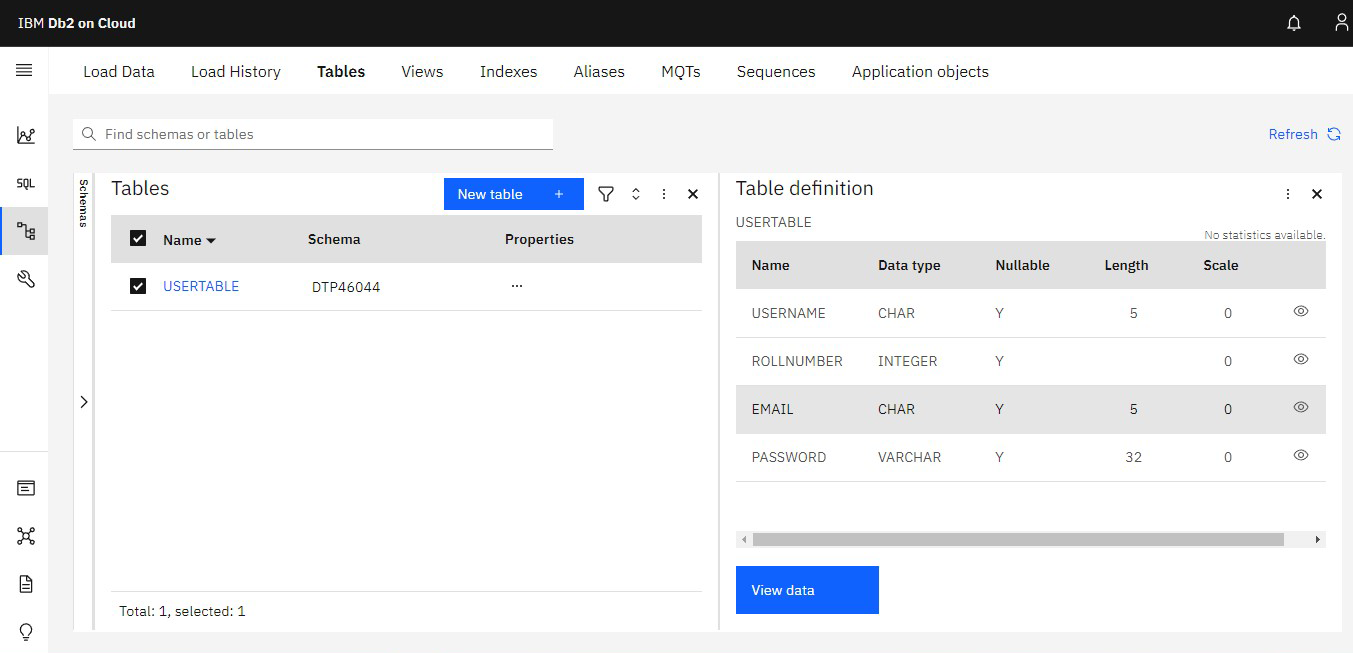 IBM Db2 on Cloud
Load Data Load History Tables Views Indexes Aliases MQTs Sequences Application objects
Find schemas or tables
Refresh
SQL
Schemas
Tables
New table +
Name Schema Properties
USERTABLE DTP46044 ...
Total: 1, selected: 1
Table definition
USERTABLE
No statistics available.
Name Data type Nullable Length Scale
USERNAME CHAR Y 5 0
ROLLNUMBER INTEGER Y 0
EMAIL CHAR Y 5 0
PASSWORD VARCHAR Y 32 0
View data